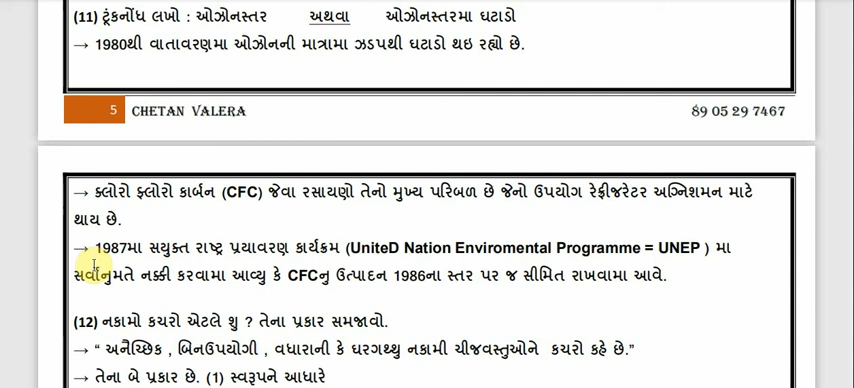 (11) ટૂંકનોંધ લખો : ઓઝોનસ્તર અથવા ઓઝોનસ્તરમા ઘટાડો
→ 1980થી વાતાવરણમા ઓઝોનની માત્રામા ઝડપથી ઘટાડો થઇ રહ્યો છે.
5 CHETAN VALERA 89 05 29 7467
→ ક્લોરો ફ્લોરો કાર્બન (CFC) જેવા રસાયણો તેનો મુખ્ય પરિબળ છે જેનો ઉપયોગ રેફ્રીજરેટર અગ્નિશમન માટે
થાય છે.
→ 1987મા સયુક્ત રાષ્ટ્ર પ્રયાવરણ કાર્યક્રમ (UniteD Nation Enviromental Programme = UNEP ) મા
સર્વાનુમતે નક્કી કરવામા આવ્યુ કે CFCનુ ઉત્પાદન 1986ના સ્તર પર જ સીમિત રાખવામા આવે.
(12) નકામો કચરો એટલે શુ ? તેના પ્રકાર સમજાવો.
→ “ અનૈચ્છિક , બિનઉપયોગી , વધારાની કે ઘરગથ્થુ નકામી ચીજવસ્તુઓને કચરો કહે છે.”
→ તેના બે પ્રકાર છે. (1) સ્વરૂપને આધારે